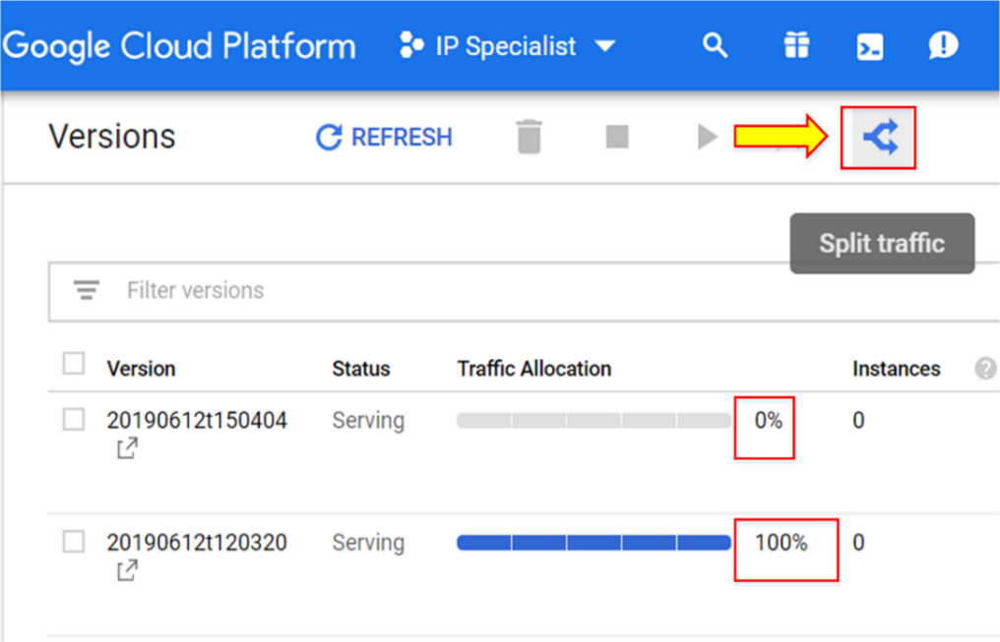 Google Cloud Platform IP Specialist
Versions REFRESH
Split traffic
Filter versions
Version Status Traffic Allocation Instances
20190612t150404 Serving 0% 0
20190612t120320 Serving 100% 0